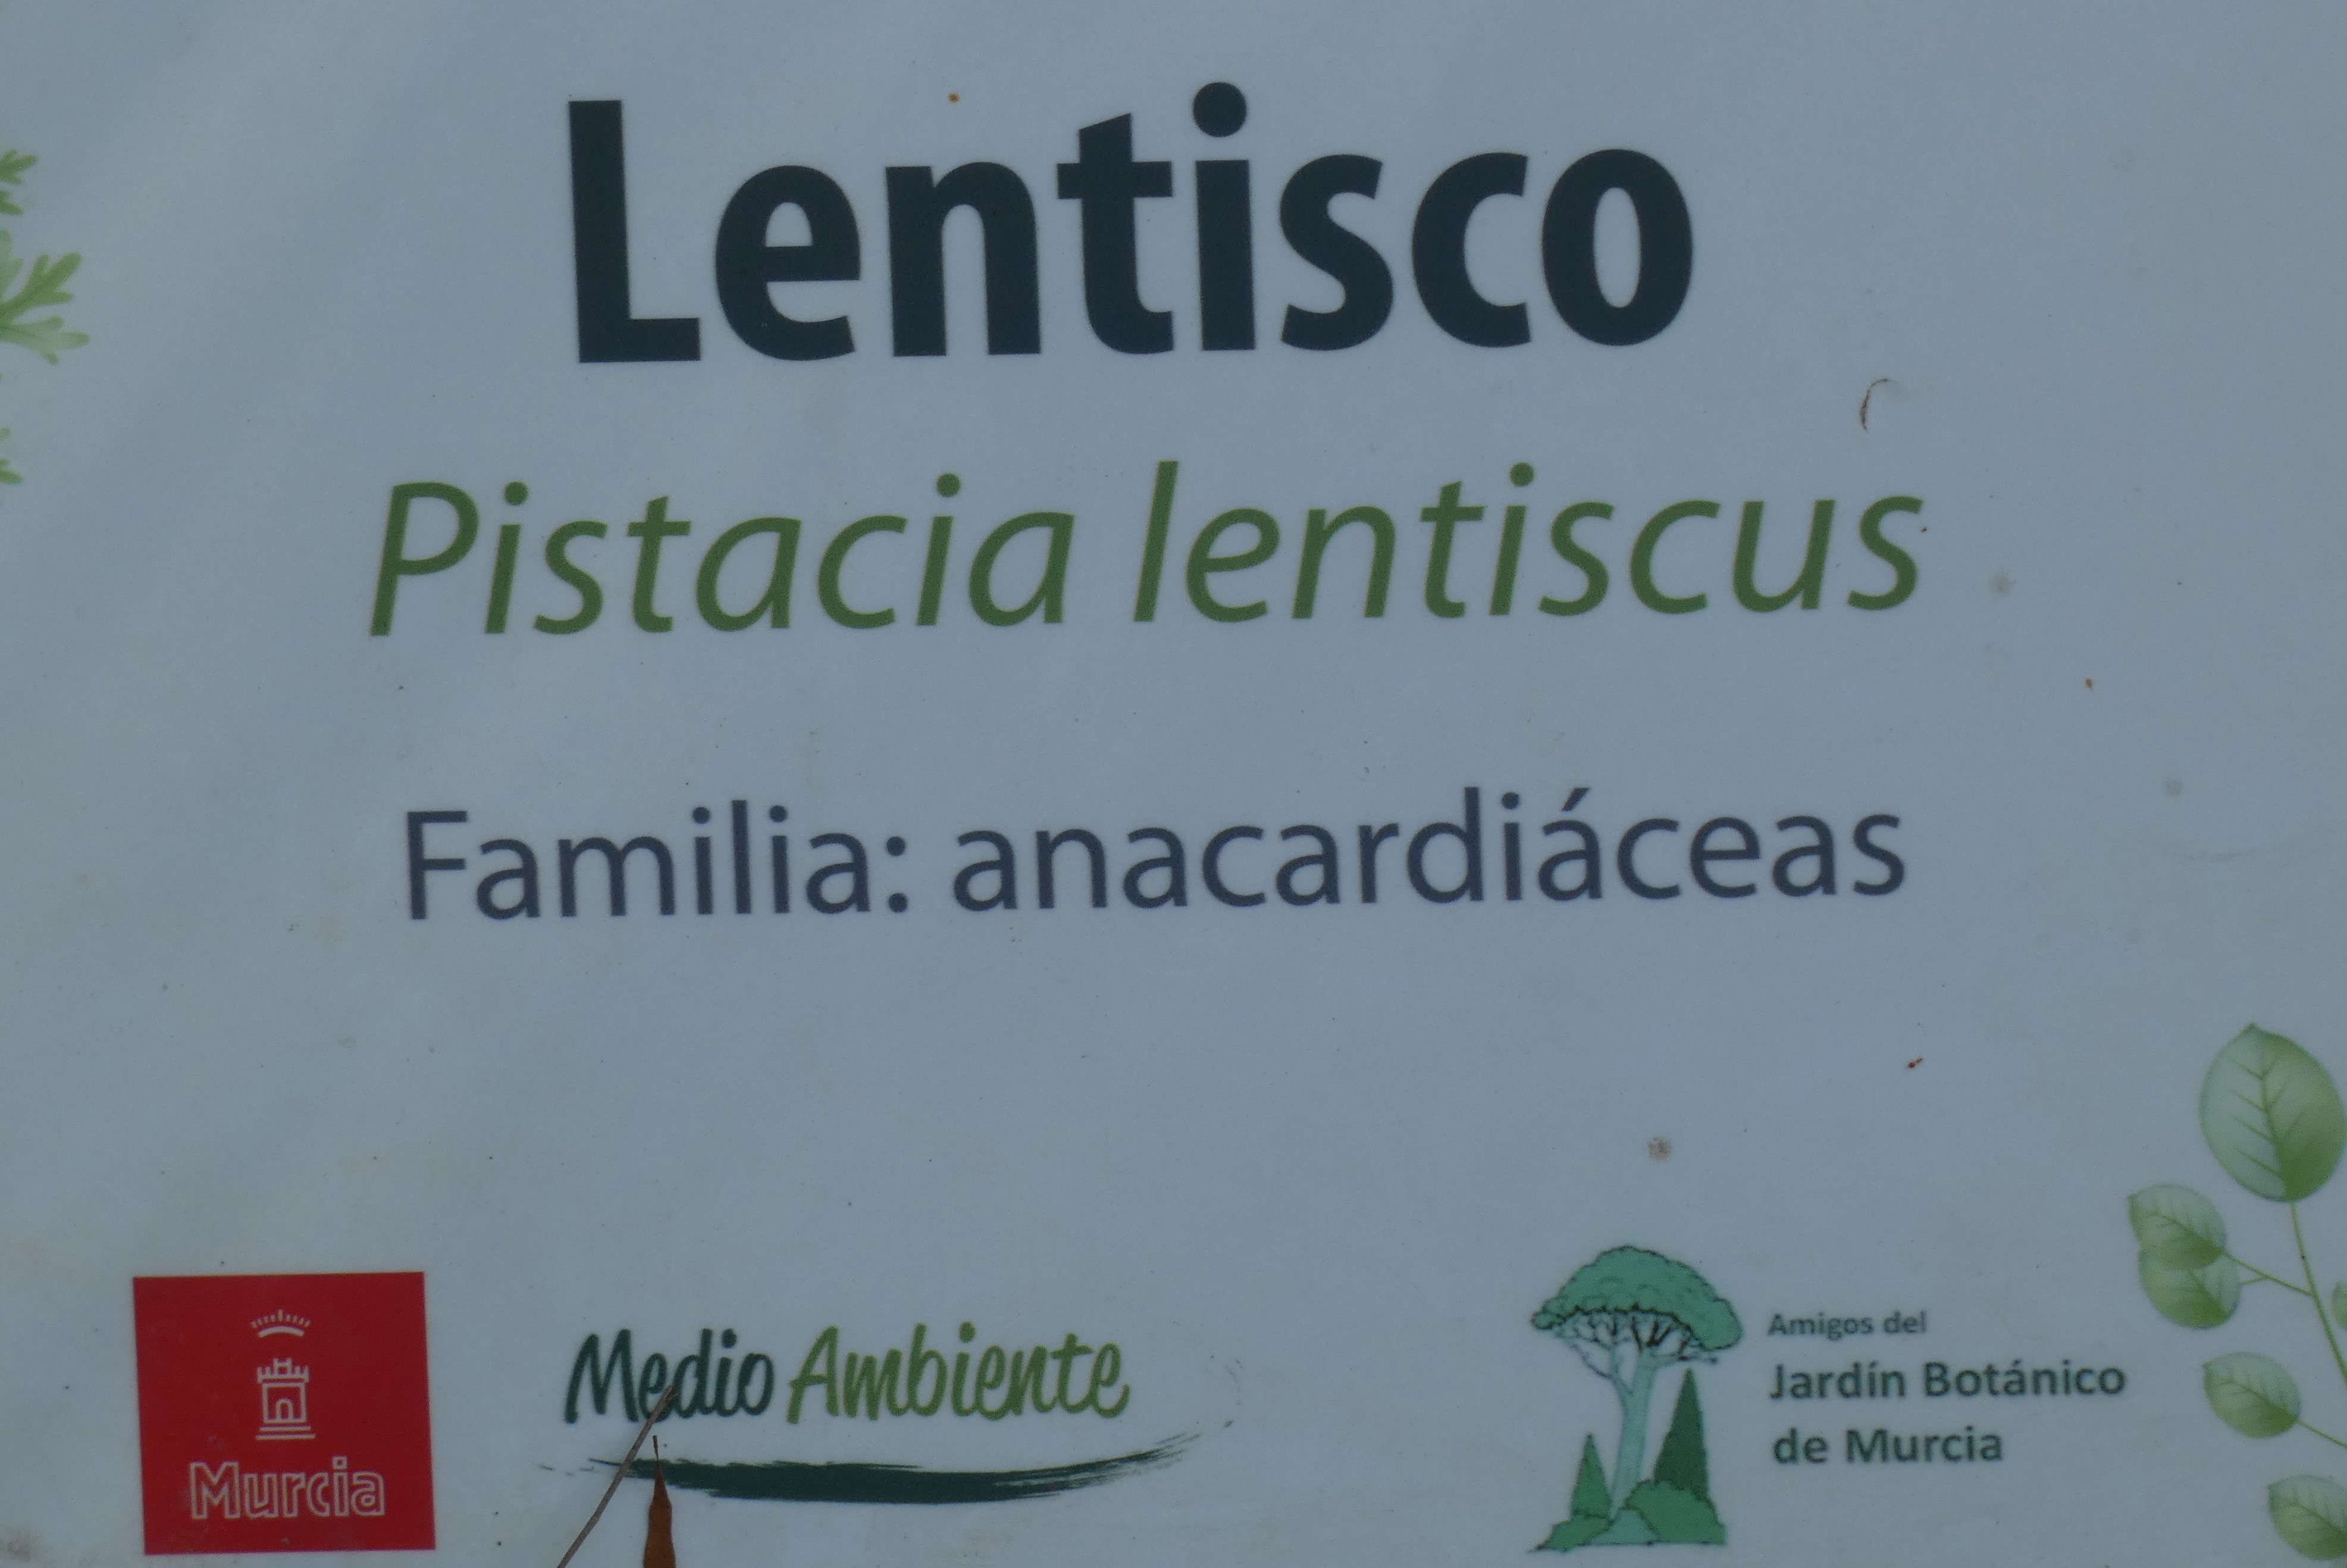 Lentisco
Pistacia lentiscus
Familia: anacardiáceas
Murcia
Medio Ambiente
Amigos del
Jardín Botánico
de Murcia